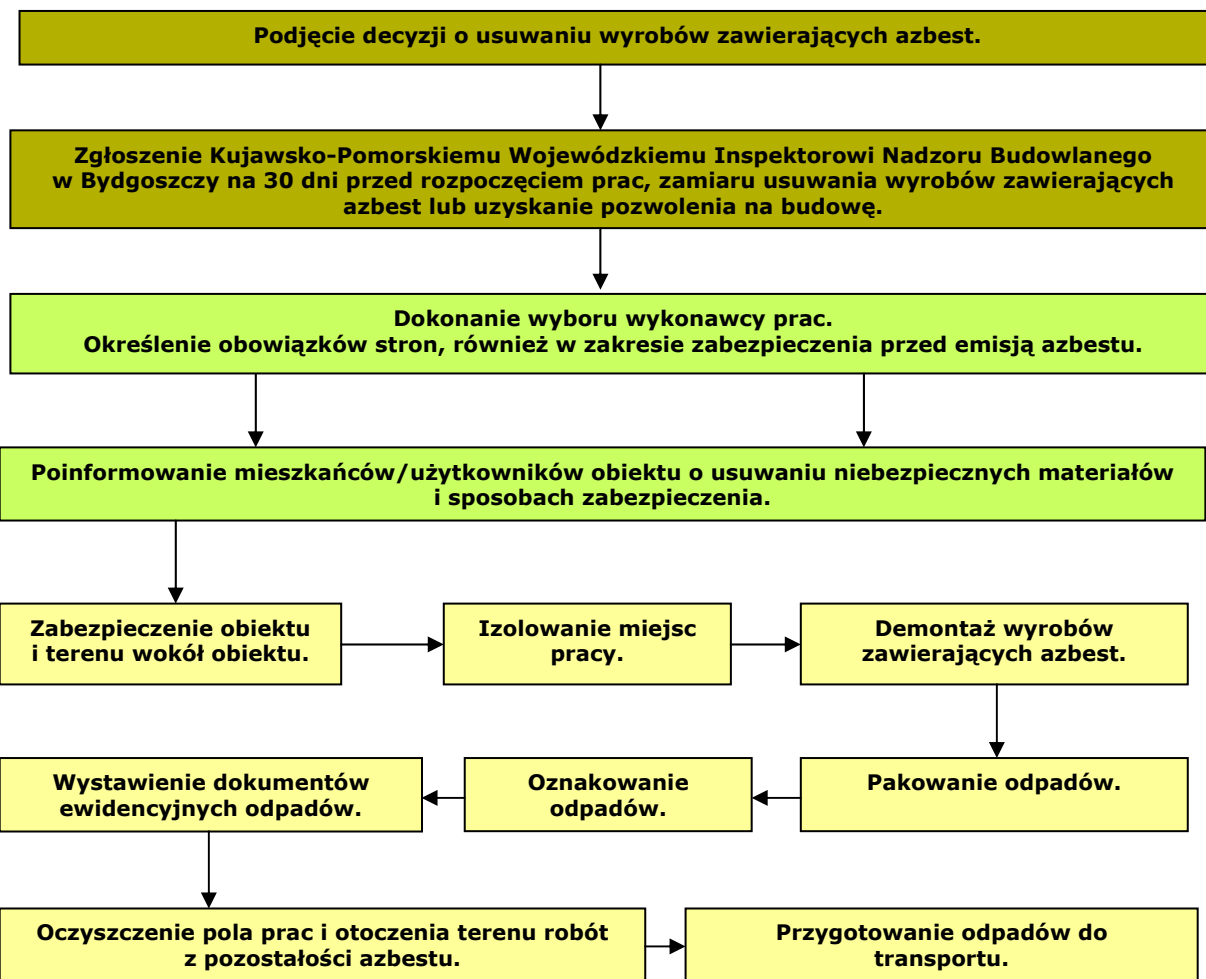 Podjęcie decyzji o usuwaniu wyrobów zawierających azbest.
Zgłoszenie Kujawsko-Pomorskiemu Wojewódzkiemu Inspektorowi Nadzoru Budowlanego
w Bydgoszczy na 30 dni przed rozpoczęciem prac, zamiaru usuwania wyrobów zawierających
azbest lub uzyskanie pozwolenia na budowę.
Dokonanie wyboru wykonawcy prac.
Określenie obowiązków stron, również w zakresie zabezpieczenia przed emisją azbestu.
Poinformowanie mieszkańców/użytkowników obiektu o usuwaniu niebezpiecznych materiałów
i sposobach zabezpieczenia.
Zabezpieczenie obiektu
i terenu wokół obiektu.
Izolowanie miejsc
pracy.
Demontaż wyrobów
zawierających azbest.
Pakowanie odpadów.
Oznakowanie
odpadów.
Wystawienie dokumentów
ewidencyjnych odpadów.
Oczyszczenie pola prac i otoczenia terenu robót
z pozostałości azbestu.
Przygotowanie odpadów do
transportu.